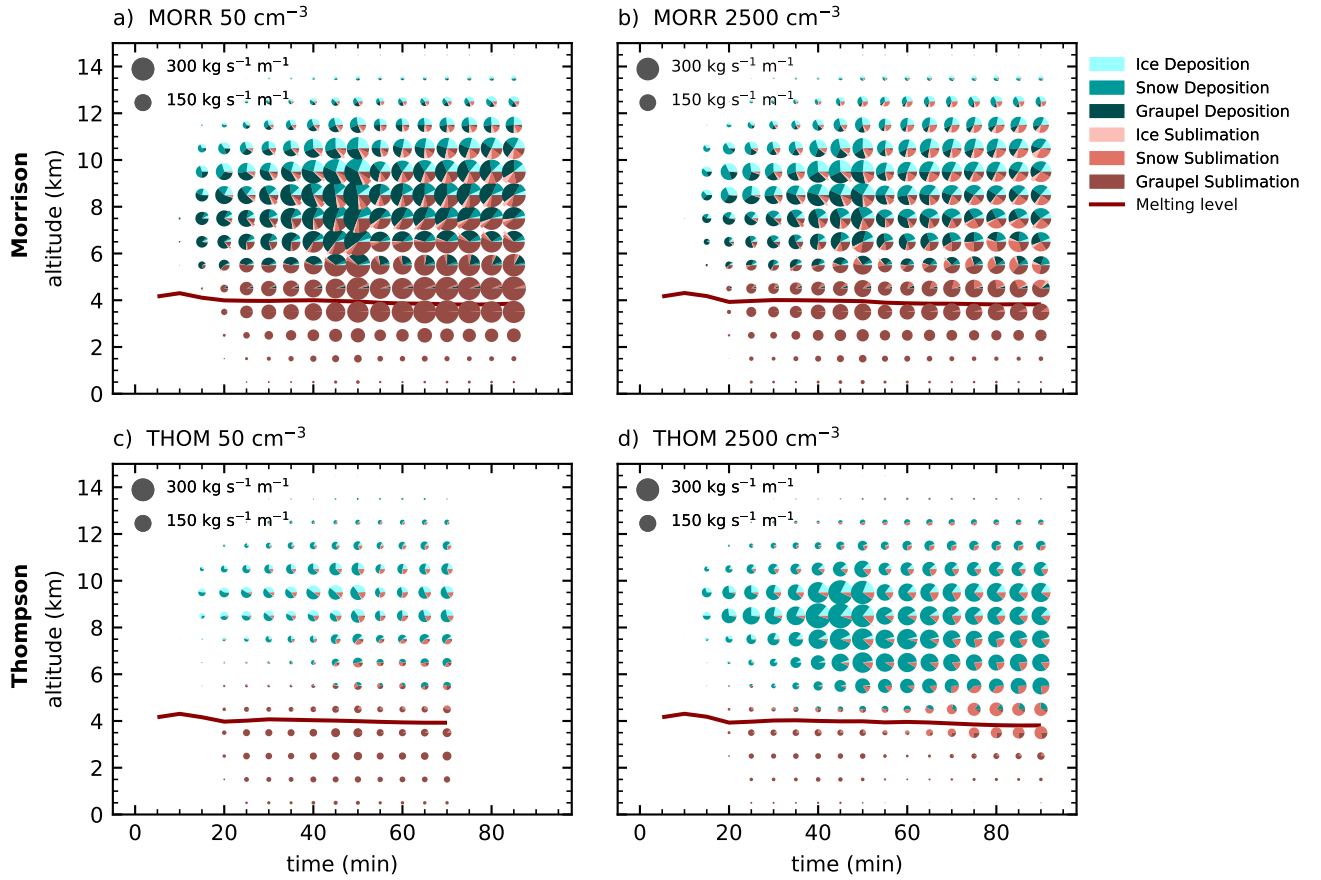 a) MORR 50 cm⁻³
b) MORR 2500 cm⁻³
Morrison
altitude (km)
14
12
10
8
6
4
2
0
300 kg s⁻¹ m⁻¹
150 kg s⁻¹ m⁻¹
300 kg s⁻¹ m⁻¹
150 kg s⁻¹ m⁻¹
Ice Deposition
Snow Deposition
Graupel Deposition
Ice Sublimation
Snow Sublimation
Graupel Sublimation
Melting level
c) THOM 50 cm⁻³
d) THOM 2500 cm⁻³
Thompson
altitude (km)
14
12
10
8
6
4
2
0
300 kg s⁻¹ m⁻¹
150 kg s⁻¹ m⁻¹
300 kg s⁻¹ m⁻¹
150 kg s⁻¹ m⁻¹
0 20 40 60 80
0 20 40 60 80
time (min)
time (min)